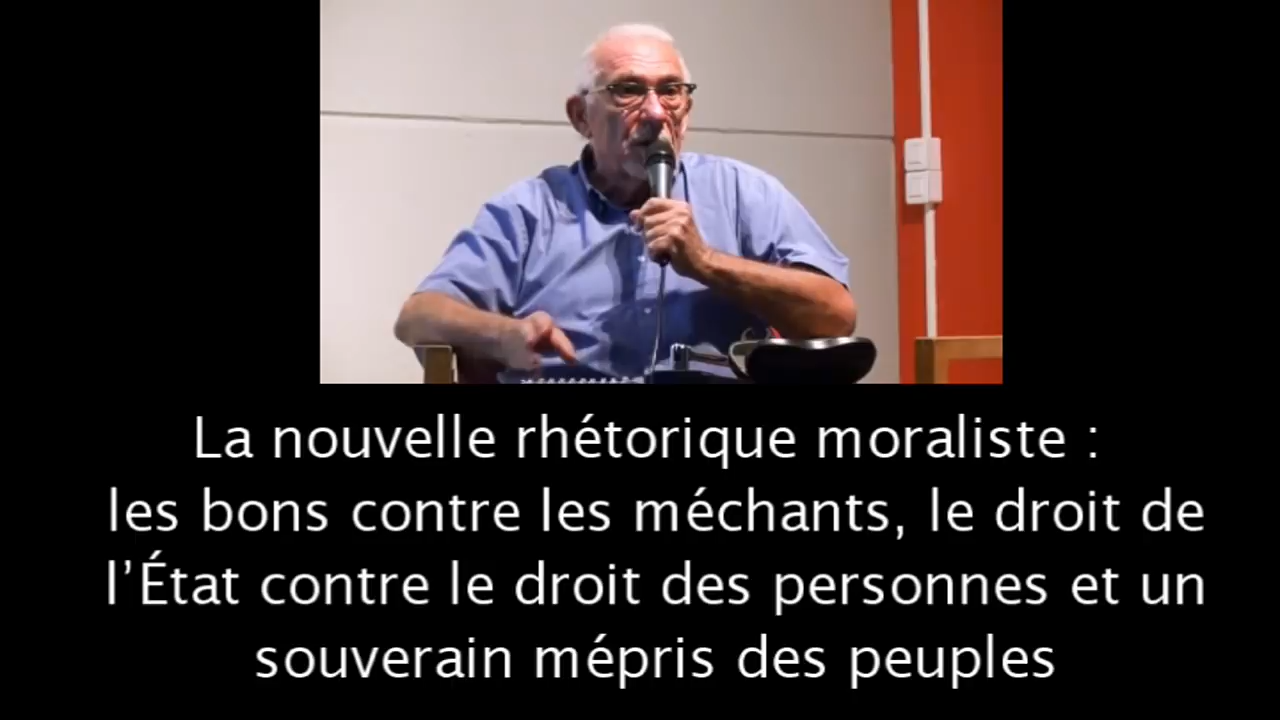 La nouvelle rhétorique moraliste :
les bons contre les méchants, le droit de
l’État contre le droit des personnes et un
souverain mépris des peuples